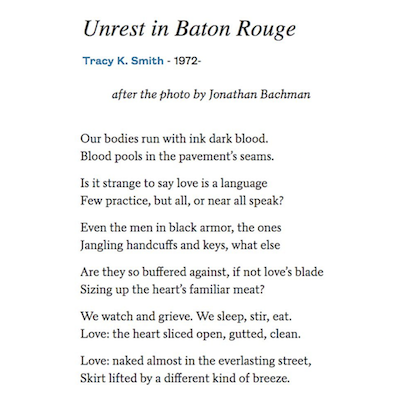 Unrest in Baton Rouge
Tracy K. Smith - 1972-
after the photo by Jonathan Bachman
Our bodies run with ink dark blood.
Blood pools in the pavement’s seams.
Is it strange to say love is a language
Few practice, but all, or near all speak?
Even the men in black armor, the ones
Jangling handcuffs and keys, what else
Are they so buffered against, if not love’s blade
Sizing up the heart’s familiar meat?
We watch and grieve. We sleep, stir, eat.
Love: the heart sliced open, gutted, clean.
Love: naked almost in the everlasting street,
Skirt lifted by a different kind of breeze.